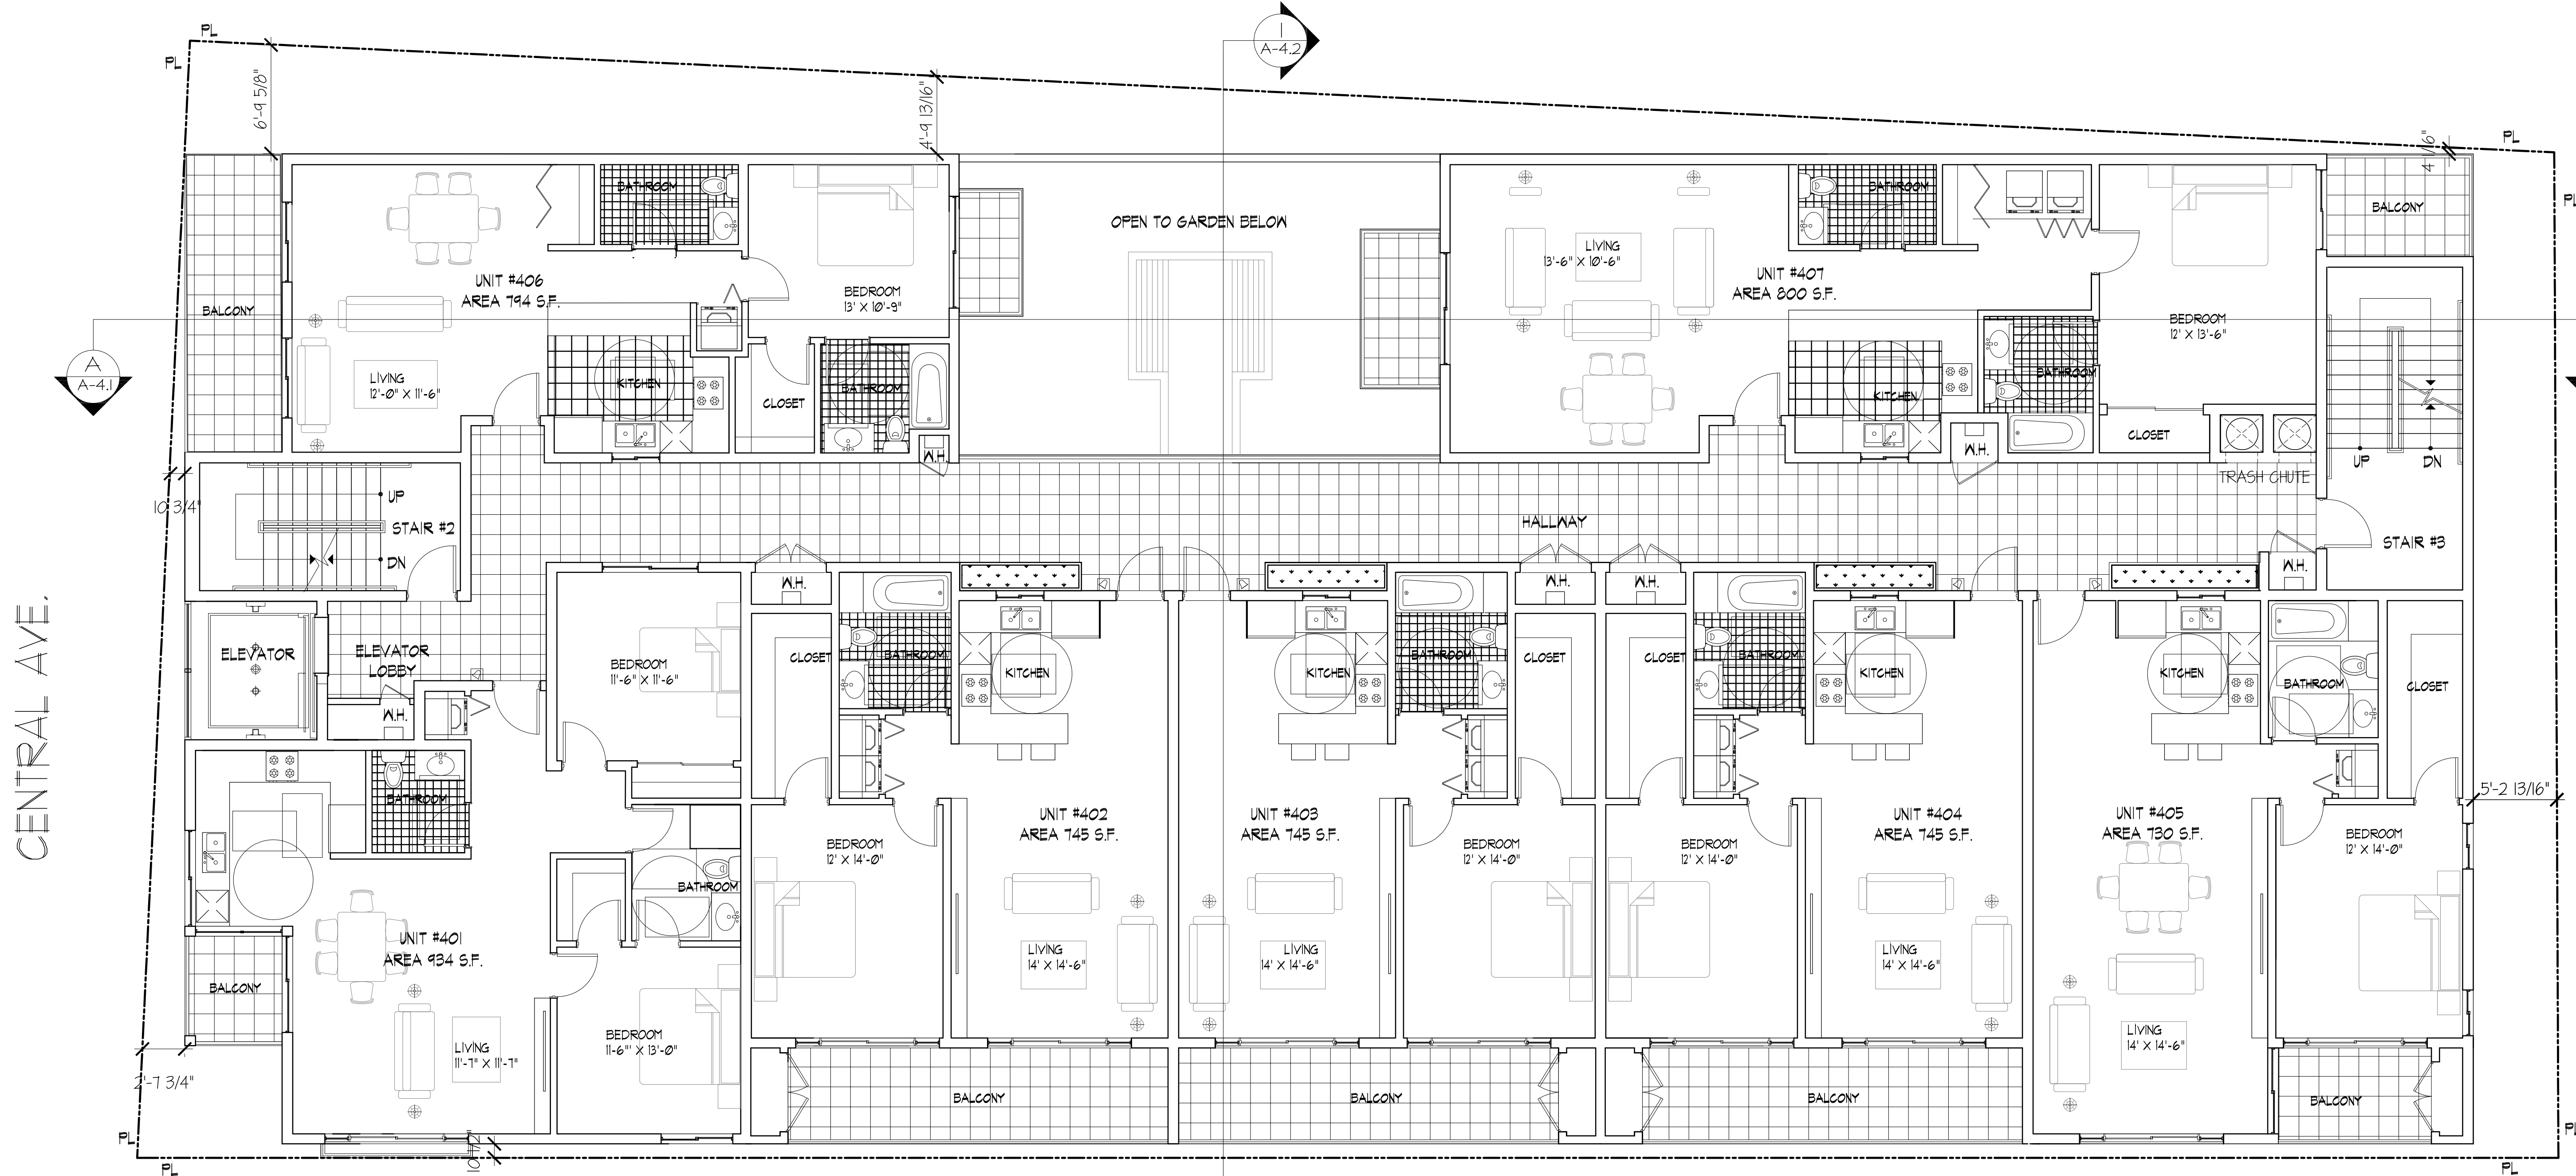 PL
PL
6'-9 5/8"
4'-9 13/16"
1
A-4.2
4 1/16"
PL
PL
BATHROOM
OPEN TO GARDEN BELOW
BATHROOM
BALCONY
UNIT #406
AREA 794 S.F.
BEDROOM
13' X 10'-9"
LIVING
13'-6" X 10'-6"
UNIT #407
AREA 800 S.F.
BALCONY
BEDROOM
12' X 13'-6"
A
A-4.1
LIVING
12'-0" X 11'-6"
KITCHEN
BATHROOM
CLOSET
KITCHEN
BATHROOM
CLOSET
W.H.
W.H.
UP
DN
TRASH CHUTE
10 3/4"
UP
STAIR #2
DN
HALLWAY
STAIR #3
W.H.
W.H.
W.H.
W.H.
CENTRAL AVE.
ELEVATOR
ELEVATOR
LOBBY
W.H.
BEDROOM
11'-6" X 11'-6"
CLOSET
BATHROOM
KITCHEN
KITCHEN
BATHROOM
CLOSET
CLOSET
BATHROOM
KITCHEN
KITCHEN
BATHROOM
CLOSET
BATHROOM
5'-2 13/16"
UNIT #402
AREA 745 S.F.
UNIT #403
AREA 745 S.F.
UNIT #404
AREA 745 S.F.
UNIT #405
AREA 730 S.F.
BEDROOM
12' X 14'-0"
BEDROOM
12' X 14'-0"
BEDROOM
12' X 14'-0"
BEDROOM
12' X 14'-0"
BATHROOM
UNIT #401
AREA 934 S.F.
BALCONY
LIVING
14' X 14'-6"
LIVING
14' X 14'-6"
LIVING
14' X 14'-6"
LIVING
14' X 14'-6"
LIVING
11'-7" X 11'-7"
BEDROOM
11-6"' X 13'-0"
2'-7 3/4"
BALCONY
BALCONY
BALCONY
BALCONY
10 1/2"
PL
PL
PL
PL